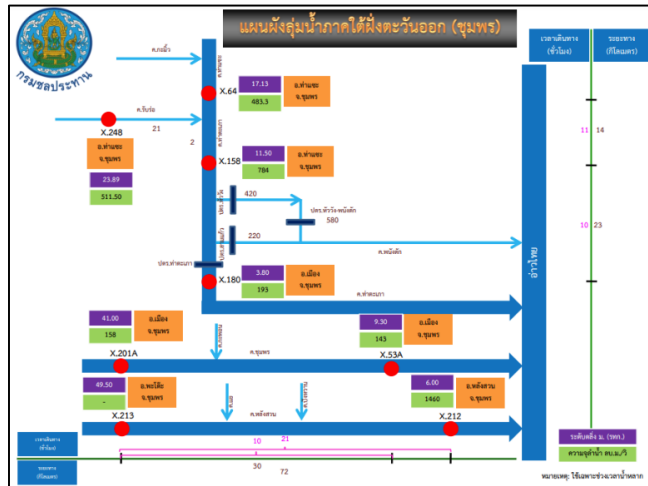 แผนผังลุ่มน้ำภาคใต้ฝั่งตะวันออก (ชุมพร)
กรมชลประทาน
เวลาเดินทาง
(ชั่วโมง)
ระยะทาง
(กิโลเมตร)
ค.ท่าแซะ
X.64
17.13
483.3
อ.ท่าแซะ
จ.ชุมพร
ค.รับร่อ
21
2
X.248
อ.ท่าแซะ
จ.ชุมพร
23.89
311.50
ค.ท่าตะเภา
X.158
11.50
784
อ.ท่าแซะ
จ.ชุมพร
11
14
420
ปตร.หัววัง-พนังตัก
580
220
ค.พนังตัก
10
23
อ่าวไทย
ปตร.ท่าตะเภา
X.180
3.80
193
อ.เมือง
จ.ชุมพร
ค.ท่าตะเภา
41.00
158
อ.เมือง
จ.ชุมพร
9.30
143
อ.เมือง
จ.ชุมพร
X.201A
ค.ชุมพร
X.53A
49.50
-
อ.พะโต๊ะ
จ.ชุมพร
6.00
1460
อ.หลังสวน
จ.ชุมพร
X.213
ค.หลังสวน
X.212
เวลาเดินทาง
(ชั่วโมง)
10
21
ระยะทาง
(กิโลเมตร)
30
72
ระดับตลิ่ง ม. (รทก.)
ความจุลำน้ำ ลบ.ม./วิ
หมายเหตุ: ใช้เฉพาะช่วงเวลาน้ำหลาก